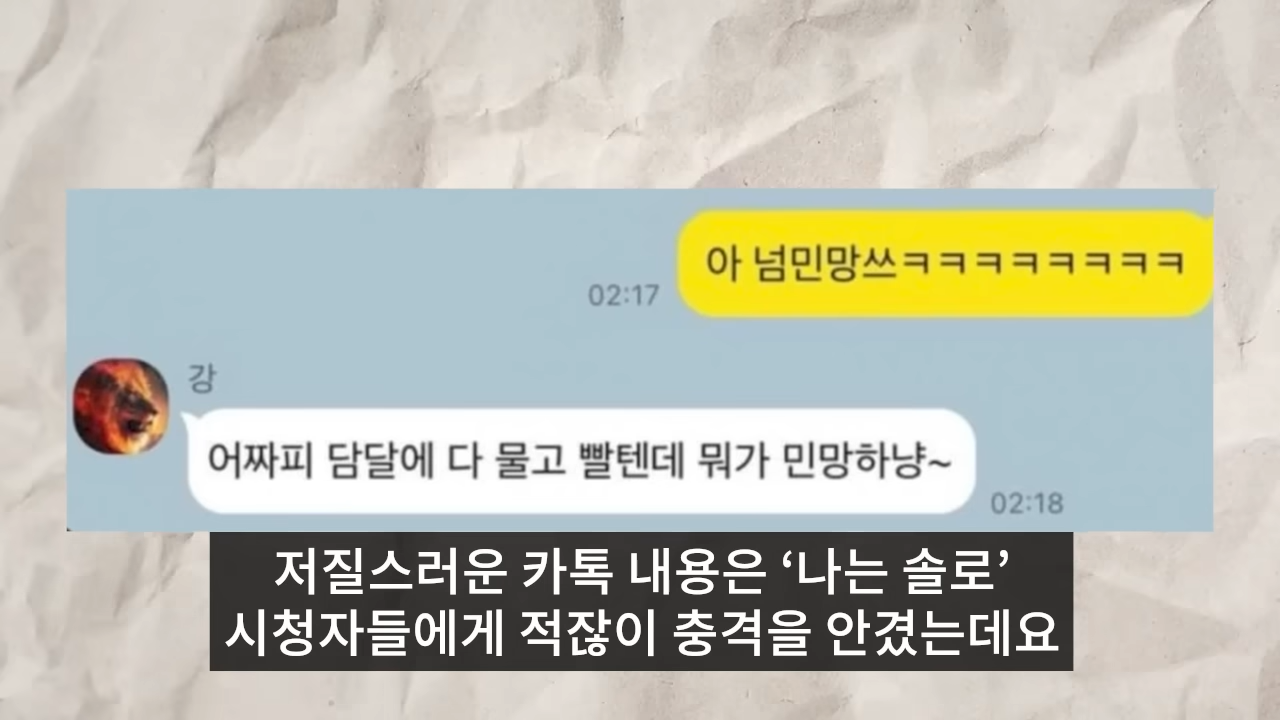 아 넘민망쓰ㅋㅋㅋㅋㅋㅋㅋㅋ
02:17
강
어짜피 담달에 다 물고 빨텐데 뭐가 민망하냥~
02:18
저질스러운 카톡 내용은 ‘나는 솔로’
시청자들에게 적잖이 충격을 안겼는데요